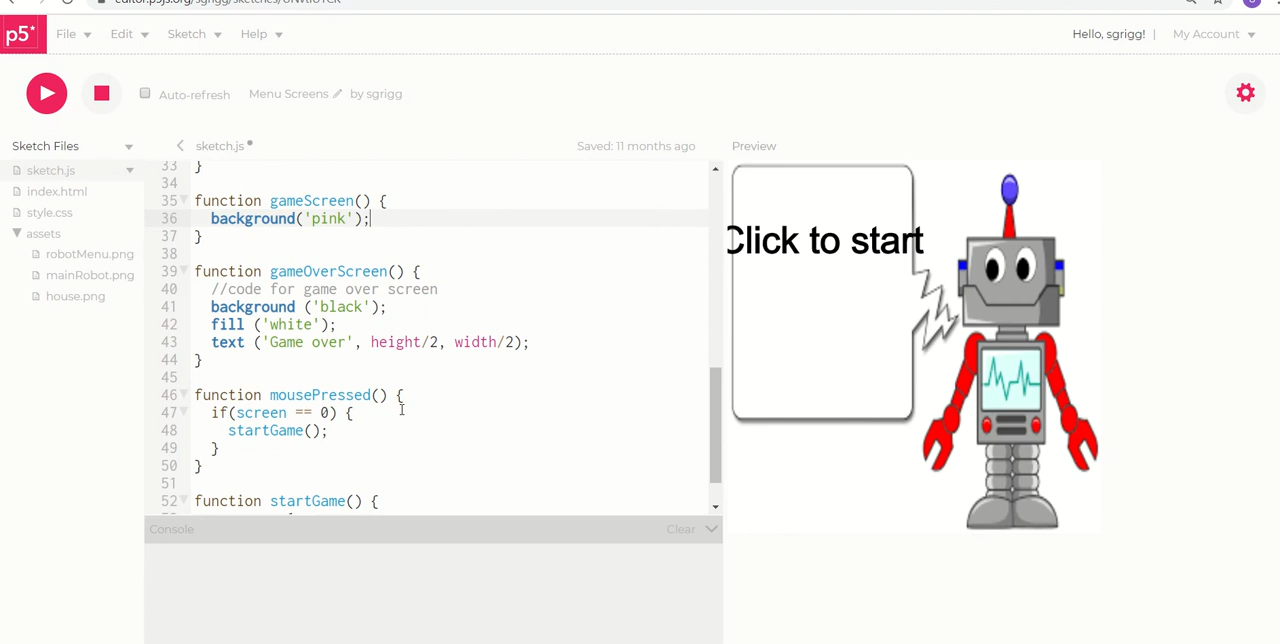 p5*
File
Edit
Sketch
Help
Hello, sgrigg! |
My Account
Auto-refresh
Menu Screens
by sgrigg
Sketch Files
sketch.js
Saved: 11 months ago
Preview
sketch.js
index.html
style.css
assets
robotMenu.png
mainRobot.png
house.png
33 }
34
35 function gameScreen() {
36 background('pink');
37 }
38
39 function gameOverScreen() {
40 //code for game over screen
41 background ('black');
42 fill ('white');
43 text ('Game over', height/2, width/2);
44 }
45
46 function mousePressed() {
47 if(screen == 0) {
48 startGame();
49 }
50 }
51
52 function startGame() {
Console
Clear
Click to start